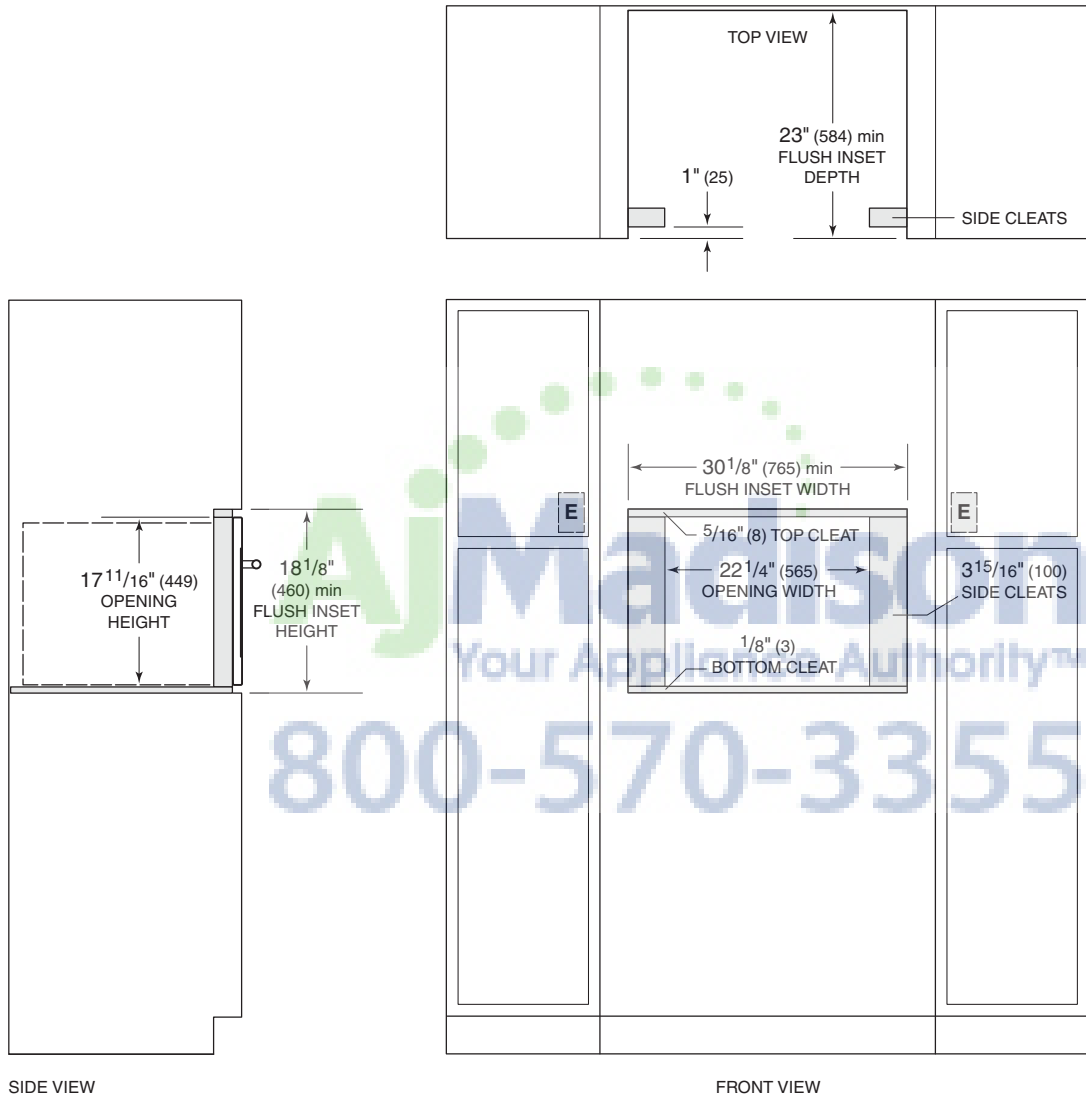 TOP VIEW
23" (584) min
FLUSH INSET
DEPTH
1" (25)
SIDE CLEATS
30 1/8" (765) min
FLUSH INSET WIDTH
E
E
5/16" (8) TOP CLEAT
17 11/16" (449)
OPENING
HEIGHT
18 1/8"
(460) min
FLUSH INSET
HEIGHT
22 1/4" (565)
OPENING WIDTH
3 15/16" (100)
SIDE CLEATS
1/8" (3)
BOTTOM CLEAT
AjMadison
Your Appliance Authority™
800-570-3355
SIDE VIEW
FRONT VIEW